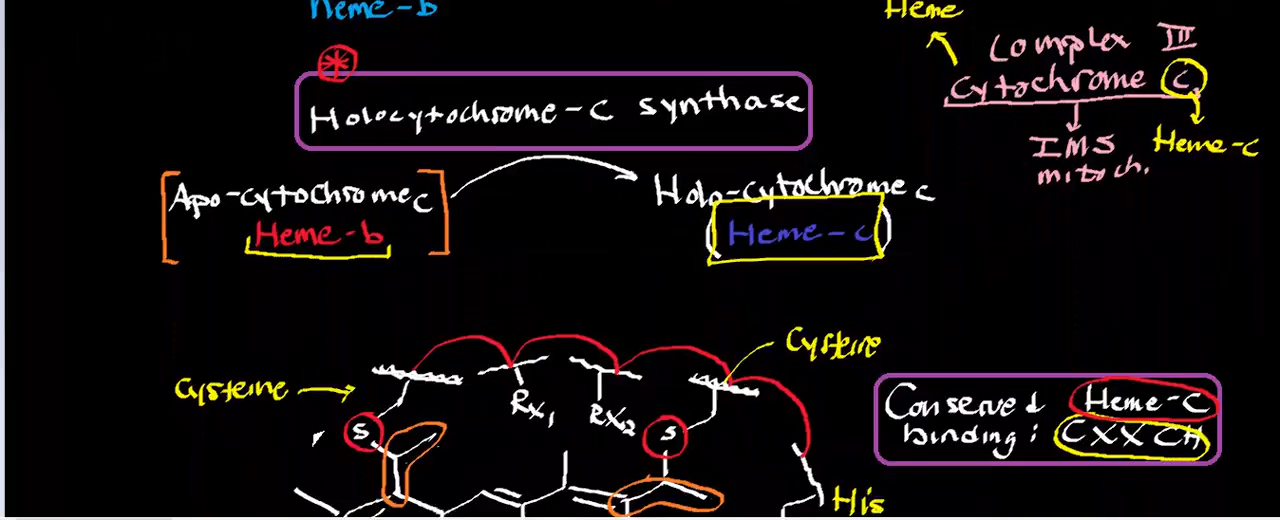 Heme-b
Heme
Complex III
Cytochrome C
Holocytochrome-c synthase
IMS
mitoch.
Heme-c
Apo-cytochrome c
Heme-b
Holo-cytochrome c
Heme-c
Cysteine
Cysteine
Rx1
Rx2
S
S
Conserved Heme-C
binding: CXXCH
His